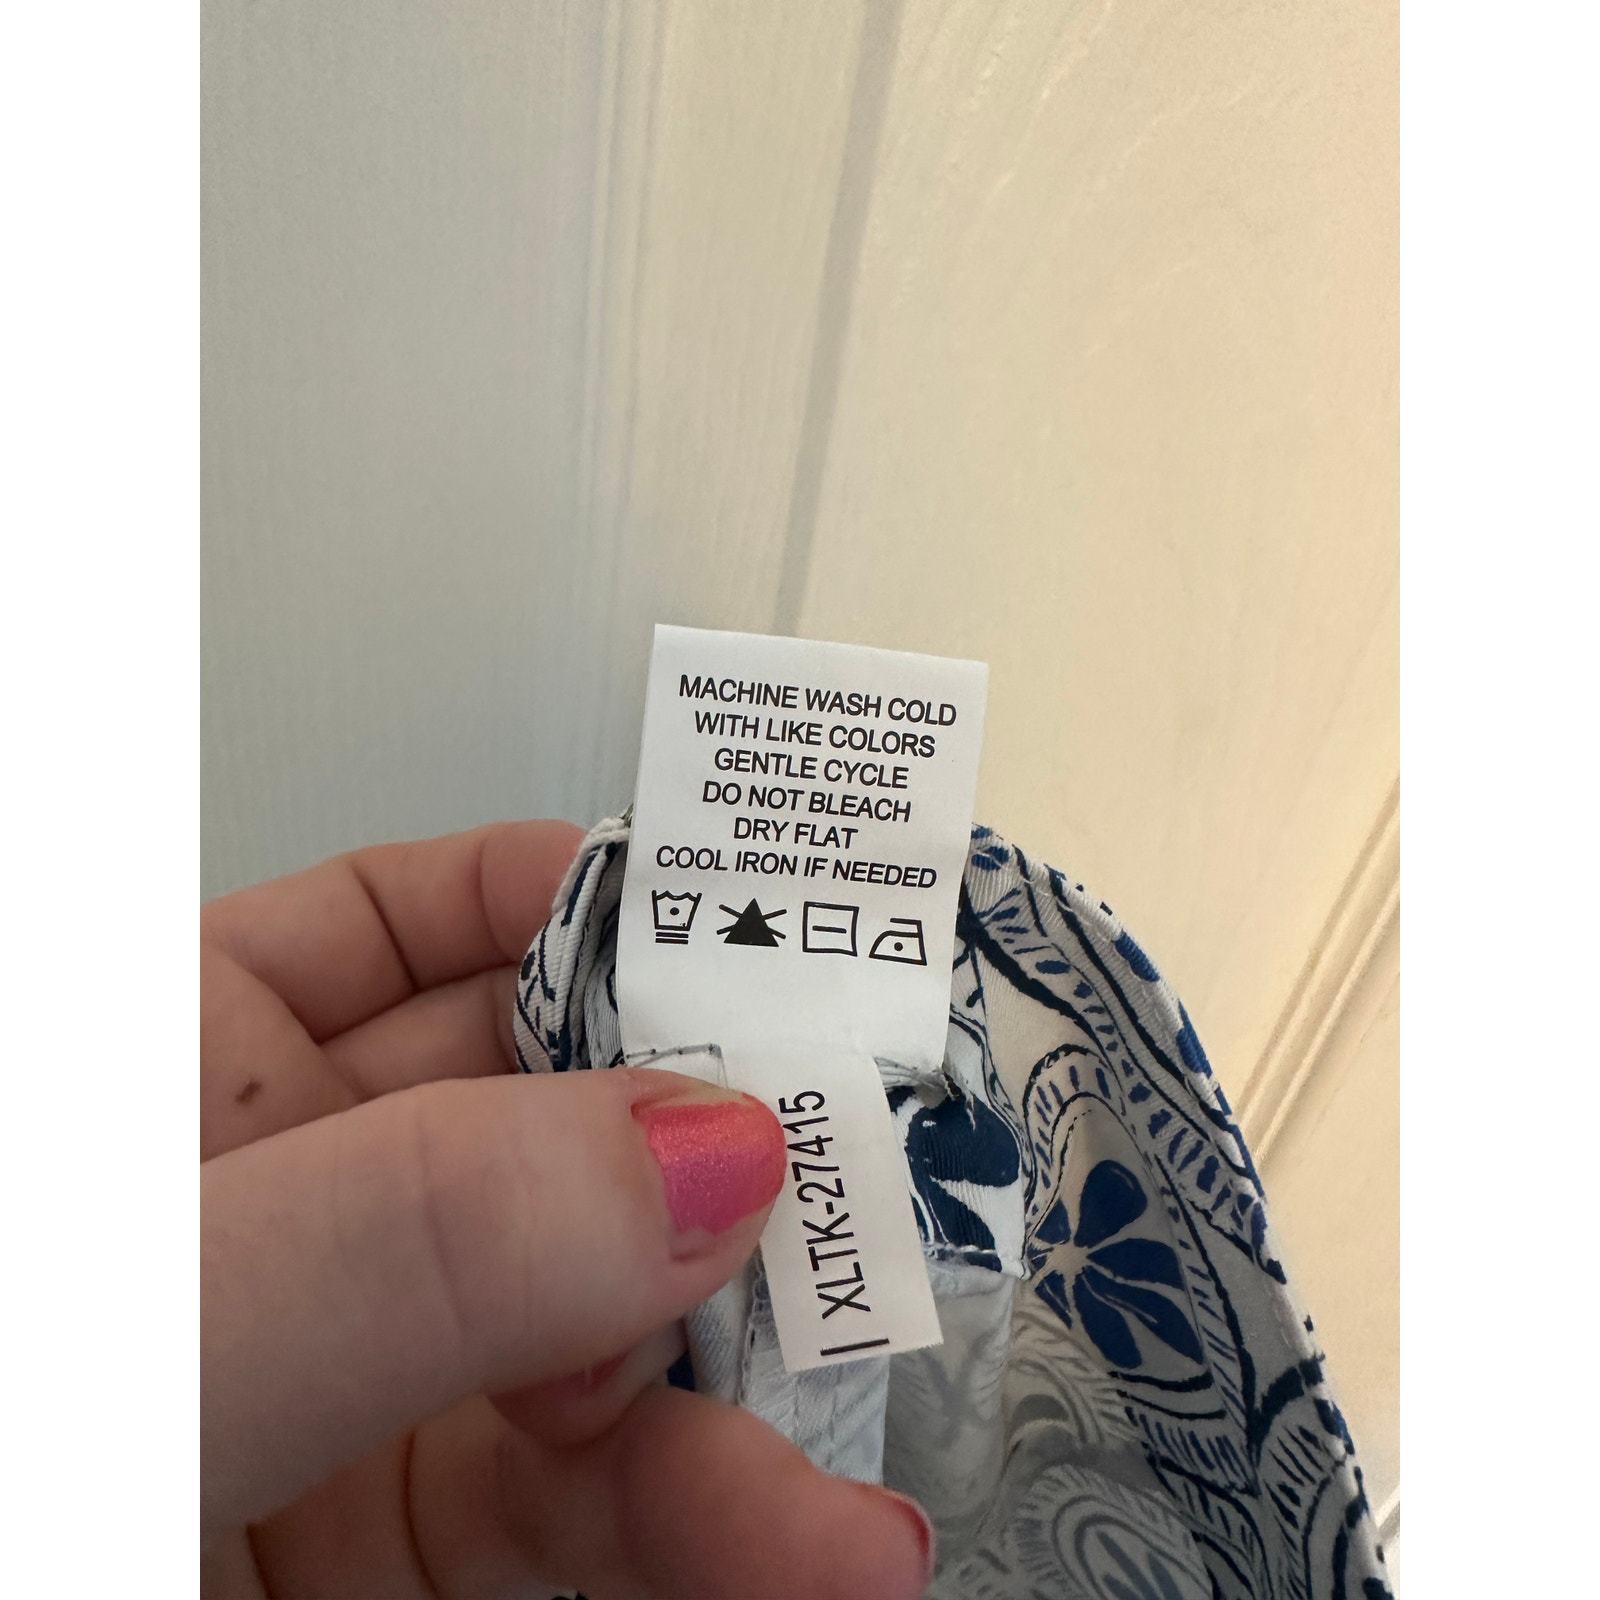 MACHINE WASH COLD
WITH LIKE COLORS
GENTLE CYCLE
DO NOT BLEACH
DRY FLAT
COOL IRON IF NEEDED
XLTK-27415